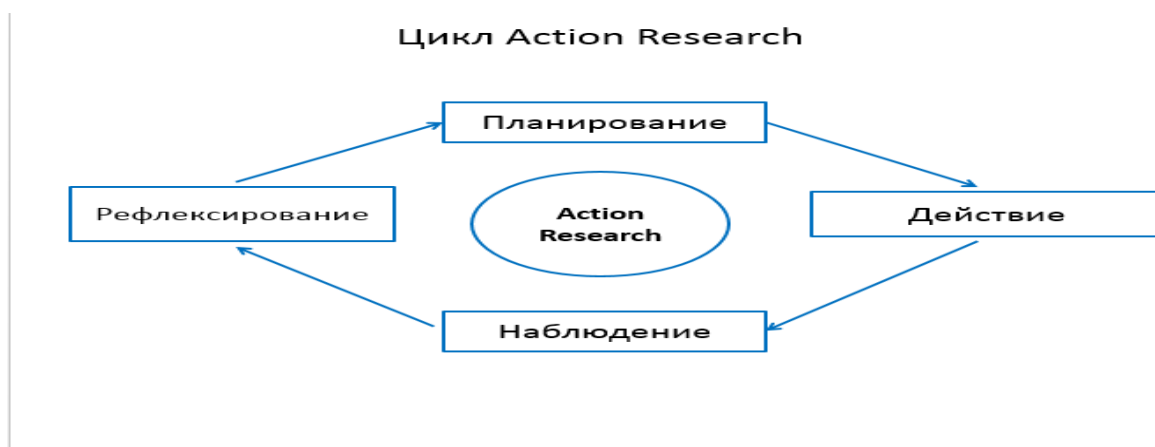 Цикл Action Research
Планирование
Рефлексирование
Action
Research
Действие
Наблюдение